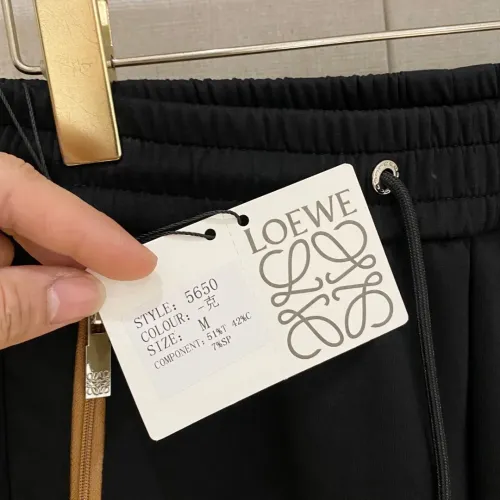 LOEWE
STYLE: 5650
COLOUR: 一克
SIZE: M
COMPONENT: 51%T 42%C
7%SP